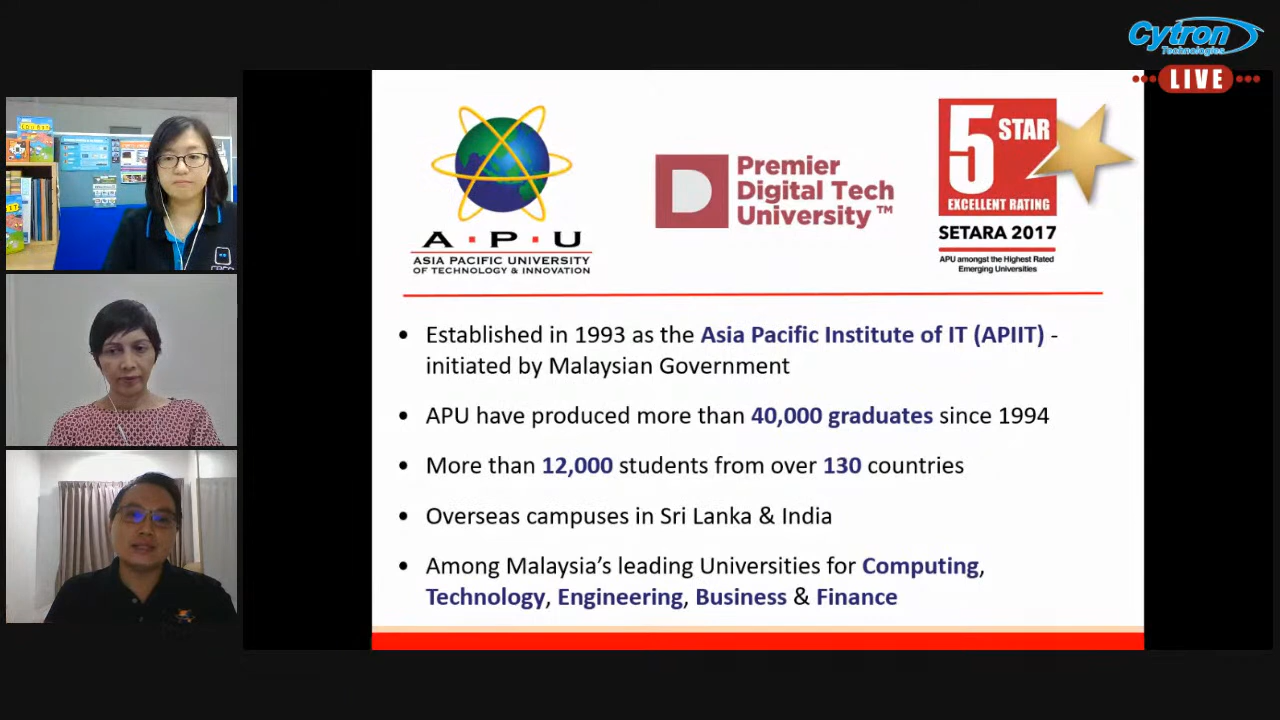 Cytron
Technologies
LIVE
A·P·U
ASIA PACIFIC UNIVERSITY
OF TECHNOLOGY & INNOVATION
Premier
Digital Tech
University ™
5 STAR
EXCELLENT RATING
SETARA 2017
APU amongst the Highest Rated
Emerging Universities
• Established in 1993 as the Asia Pacific Institute of IT (APIIT) -
initiated by Malaysian Government
• APU have produced more than 40,000 graduates since 1994
• More than 12,000 students from over 130 countries
• Overseas campuses in Sri Lanka & India
• Among Malaysia's leading Universities for Computing,
Technology, Engineering, Business & Finance